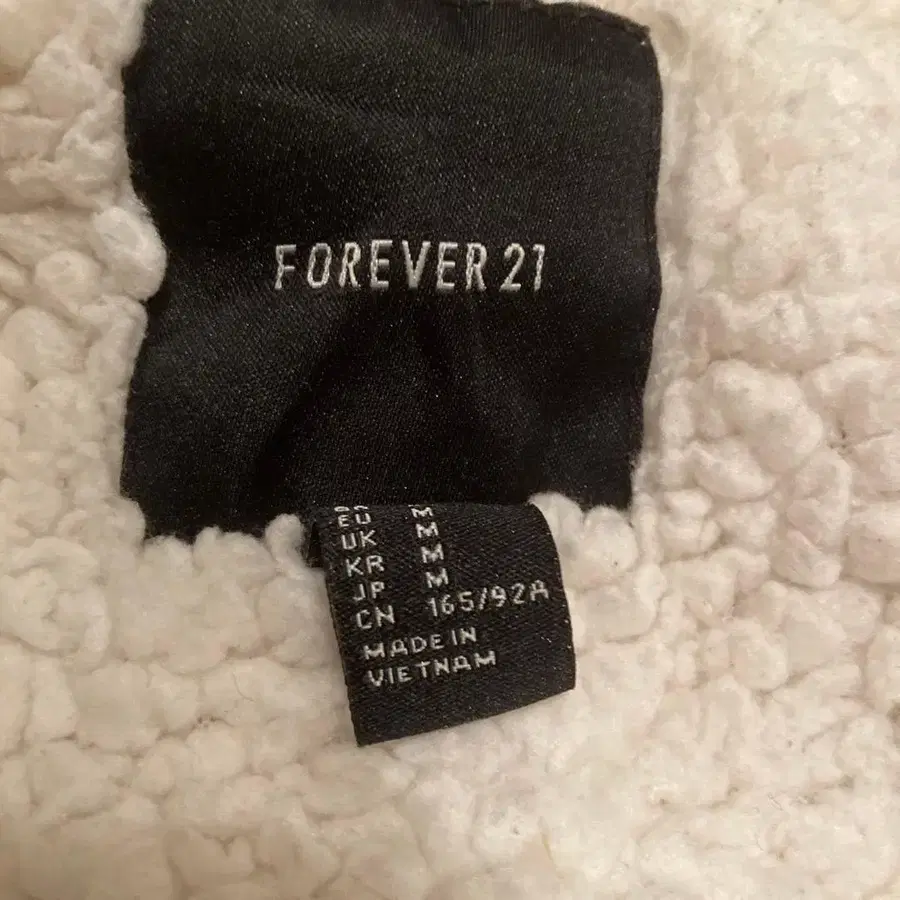 FOREVER 21
EU M
UK M
KR M
JP M
CN 165/92A
MADE IN
VIETNAM